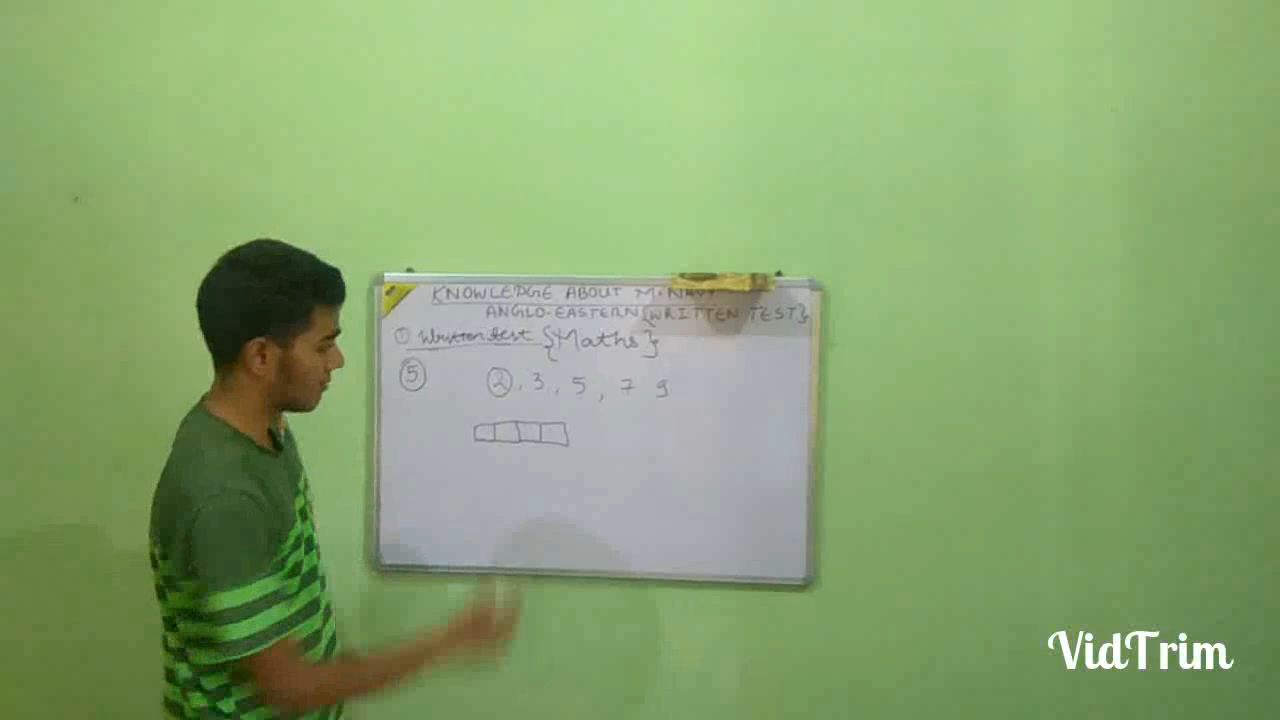 KNOWLEDGE ABOUT M. NAVY
ANGLO-EASTERN{WRITTEN TEST}
① Written test {Maths}
⑤ ②, 3, 5, 7 9
VidTrim